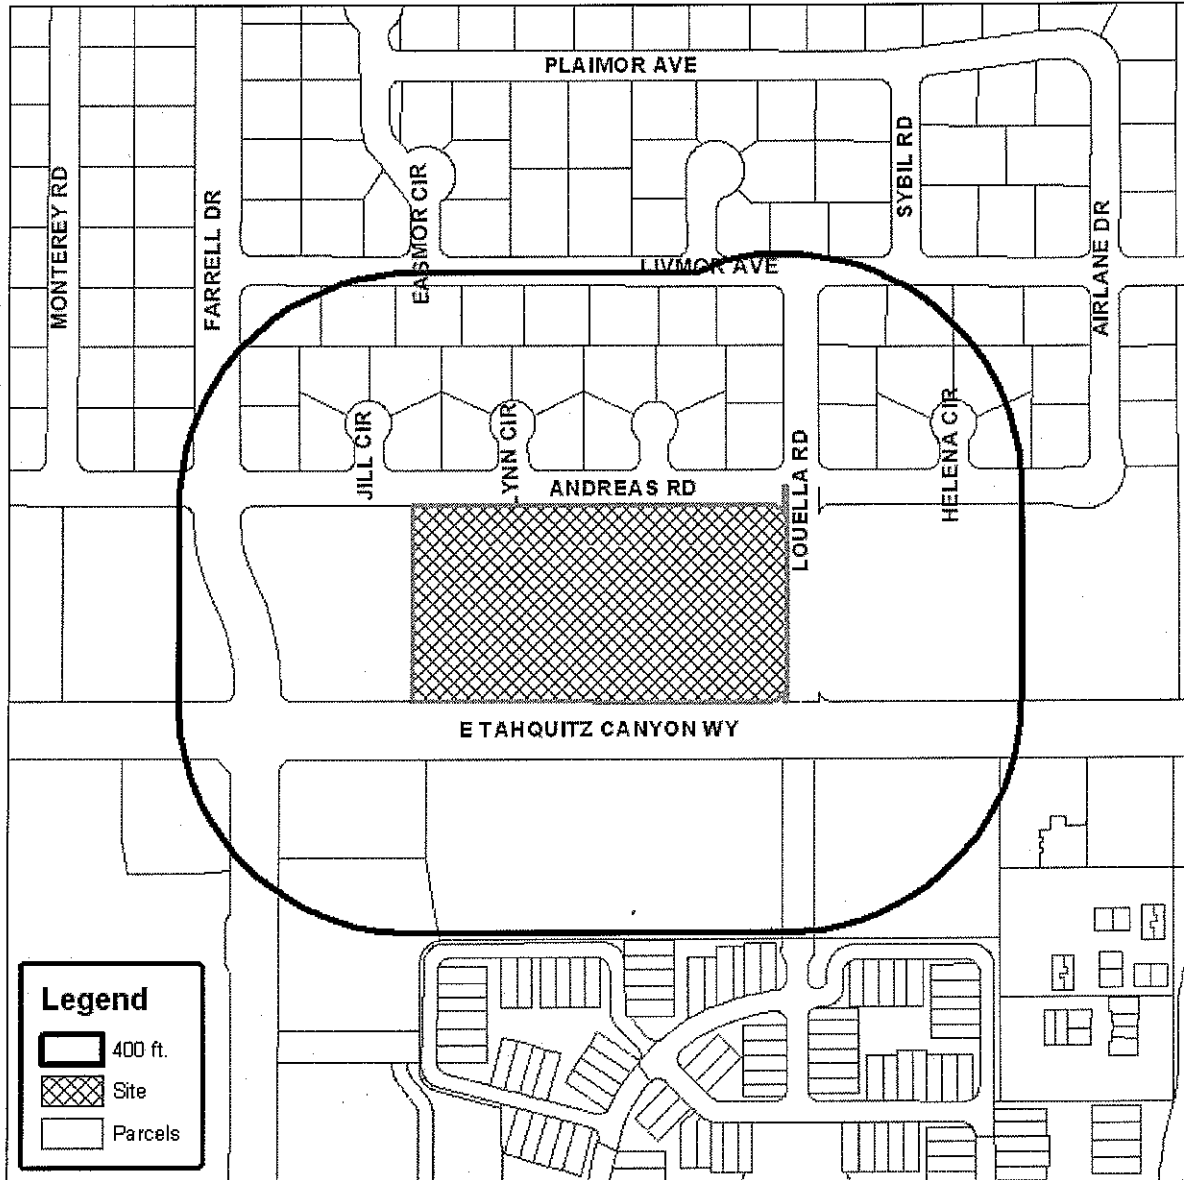 PLAIMOR AVE
SYBIL RD
EASMOR CIR
MONTEREY RD
FARRELL DR
AIRLANE DR
LIVMOR AVE
JILL CIR
LYNN CIR
HELENA CIR
ANDREAS RD
LOUELLA RD
E TAHQUITZ CANYON WY
Legend
400 ft.
Site
Parcels